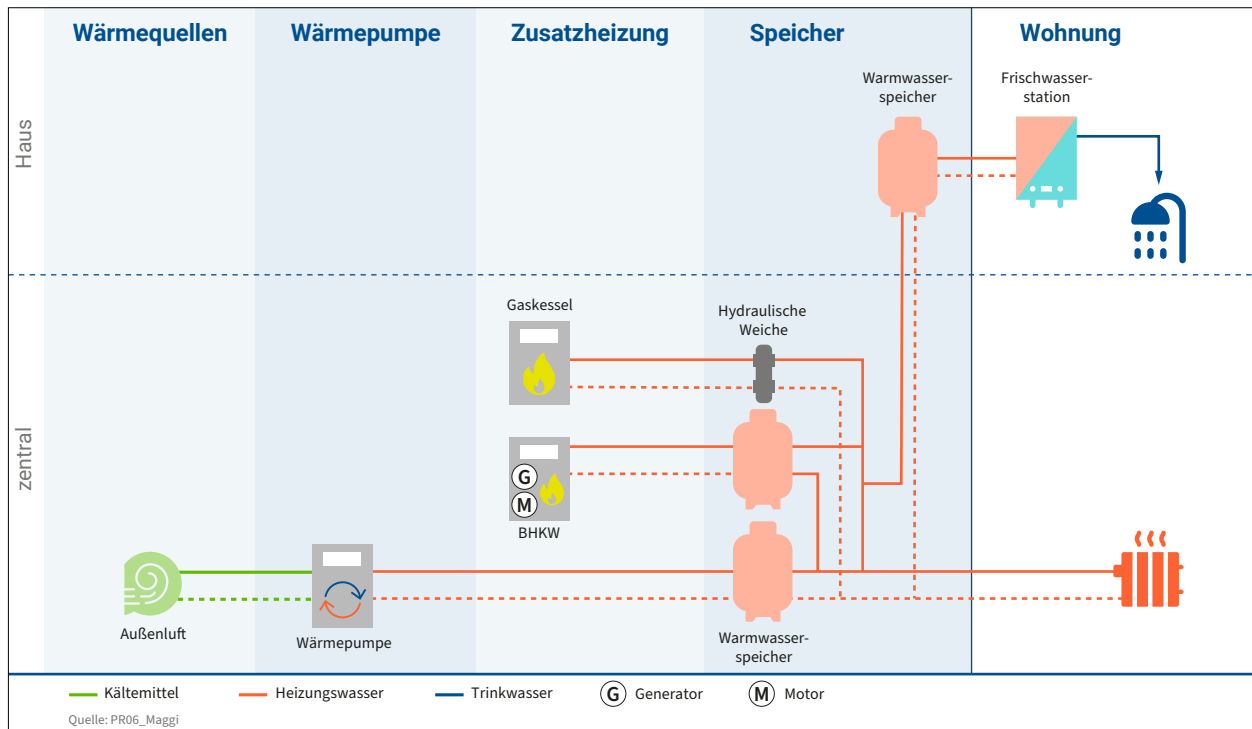 Wärmequellen
Wärmepumpe
Zusatzheizung
Speicher
Wohnung
Haus
Warmwasser-
speicher
Frischwasser-
station
zentral
Gaskessel
Hydraulische
Weiche
G
M
BHKW
Außenluft
Wärmepumpe
Warmwasser-
speicher
Kältemittel
Heizungswasser
Trinkwasser
G Generator
M Motor
Quelle: PR06_Maggi